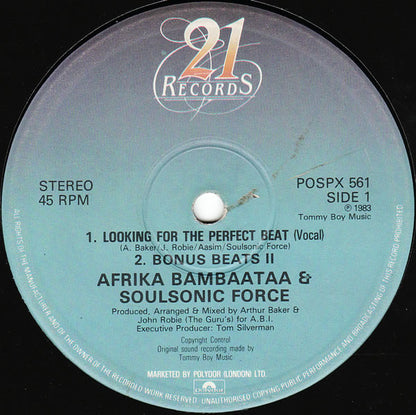 21
RECORDS
STEREO
45 RPM
POSPX 561
SIDE 1
℗ 1983
Tommy Boy Music
1. LOOKING FOR THE PERFECT BEAT (Vocal)
(A. Baker/J. Robie/Aasim/Soulsonic Force)
2. BONUS BEATS II
AFRIKA BAMBAATAA &
SOULSONIC FORCE
Produced, Arranged & Mixed by Arthur Baker &
John Robie (The Guru's) for A.B.I.
Executive Producer: Tom Silverman
Copyright Control
Original sound recording made by
Tommy Boy Music
MARKETED BY POLYDOR (LONDON) LTD.
polydor
ALL RIGHTS OF THE MANUFACTURER AND OF THE OWNER OF THE RECORDED WORK RESERVED. UNAUTHORISED COPYING PUBLIC PERFORMANCE AND BROADCASTING OF THIS RECORD PROHIBITED